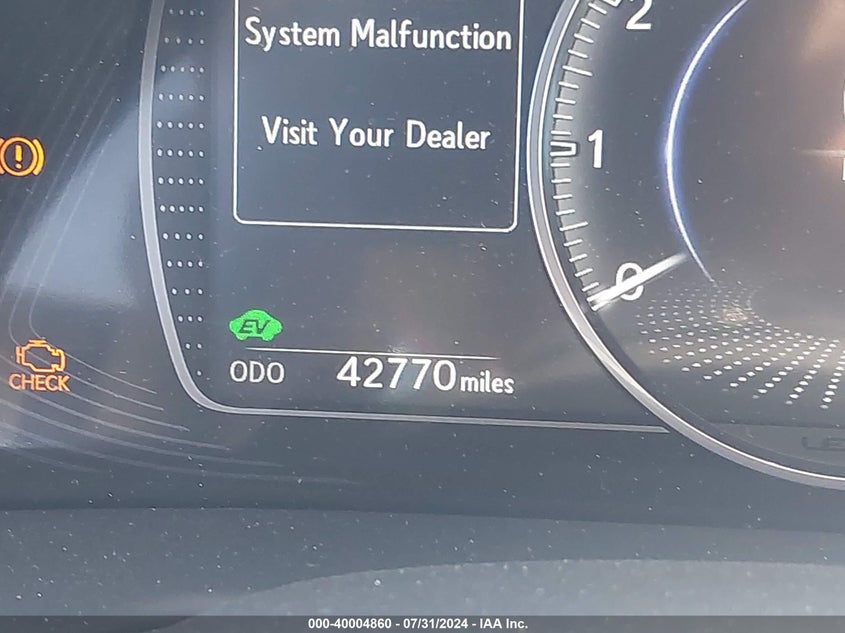 System Malfunction
Visit Your Dealer
2
1
0
!
EV
CHECK
ODO 42770 miles
000-40004860 - 07/31/2024 - IAA Inc.